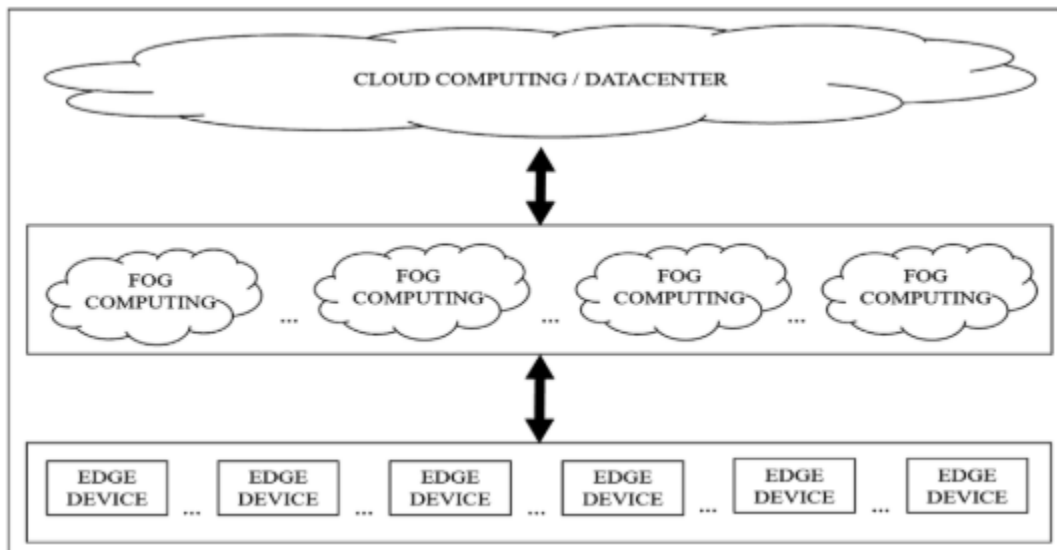 CLOUD COMPUTING / DATACENTER
FOG
COMPUTING
...
FOG
COMPUTING
...
FOG
COMPUTING
...
FOG
COMPUTING
EDGE
DEVICE
...
EDGE
DEVICE
...
EDGE
DEVICE
...
EDGE
DEVICE
...
EDGE
DEVICE
...
EDGE
DEVICE